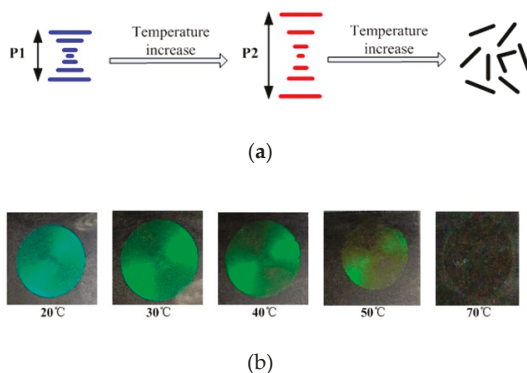 P1
Temperature
increase
P2
Temperature
increase
(a)
20℃
30℃
40℃
50℃
70℃
(b)